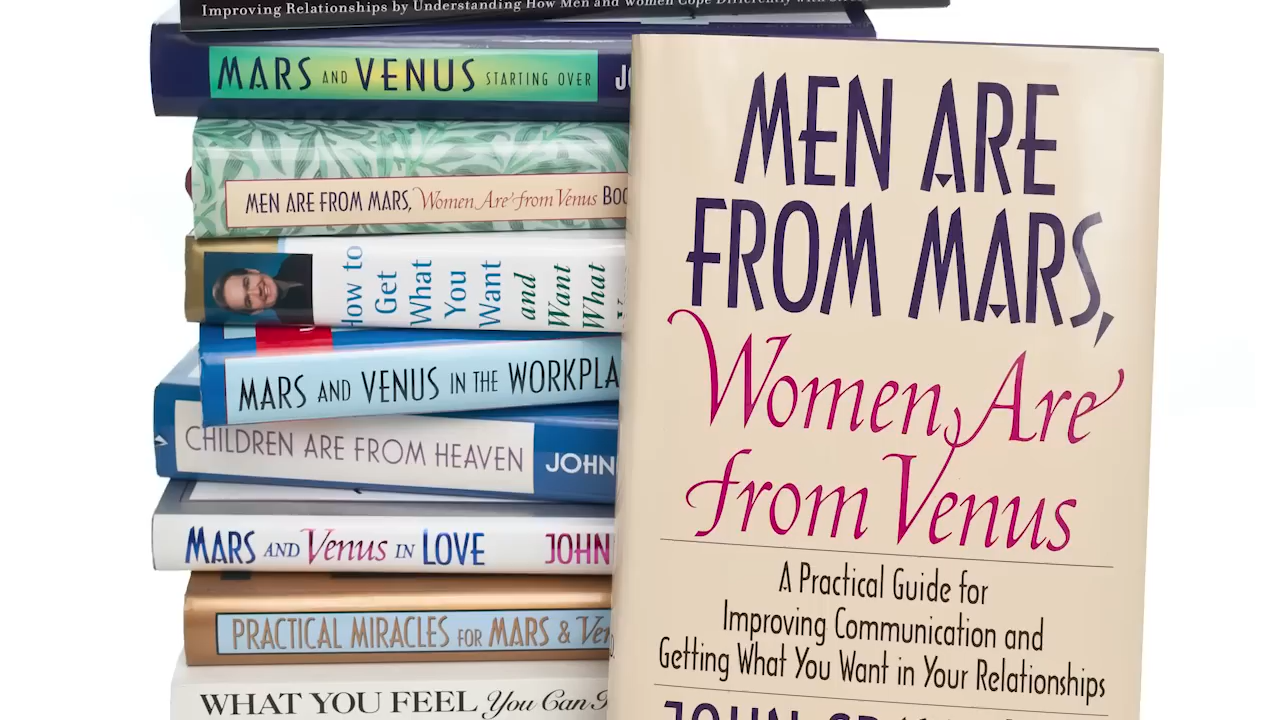 Improving Relationships by Understanding How Men and Women Cope Differently with
MARS AND VENUS STARTING OVER
MEN ARE FROM MARS, Women Are from Venus
How to
Get
What
You
Want
and
Want
What
MARS AND VENUS IN THE
CHILDREN ARE FROM HEAVEN JOHN
MARS AND Venus IN LOVE JOHN
PRACTICAL MIRACLES FOR MARS &
WHAT YOU FEEL You Can
MEN ARE
FROM MARS,
Women Are
from Venus
A Practical Guide for
Improving Communication and
Getting What You Want in Your Relationships
JOHN